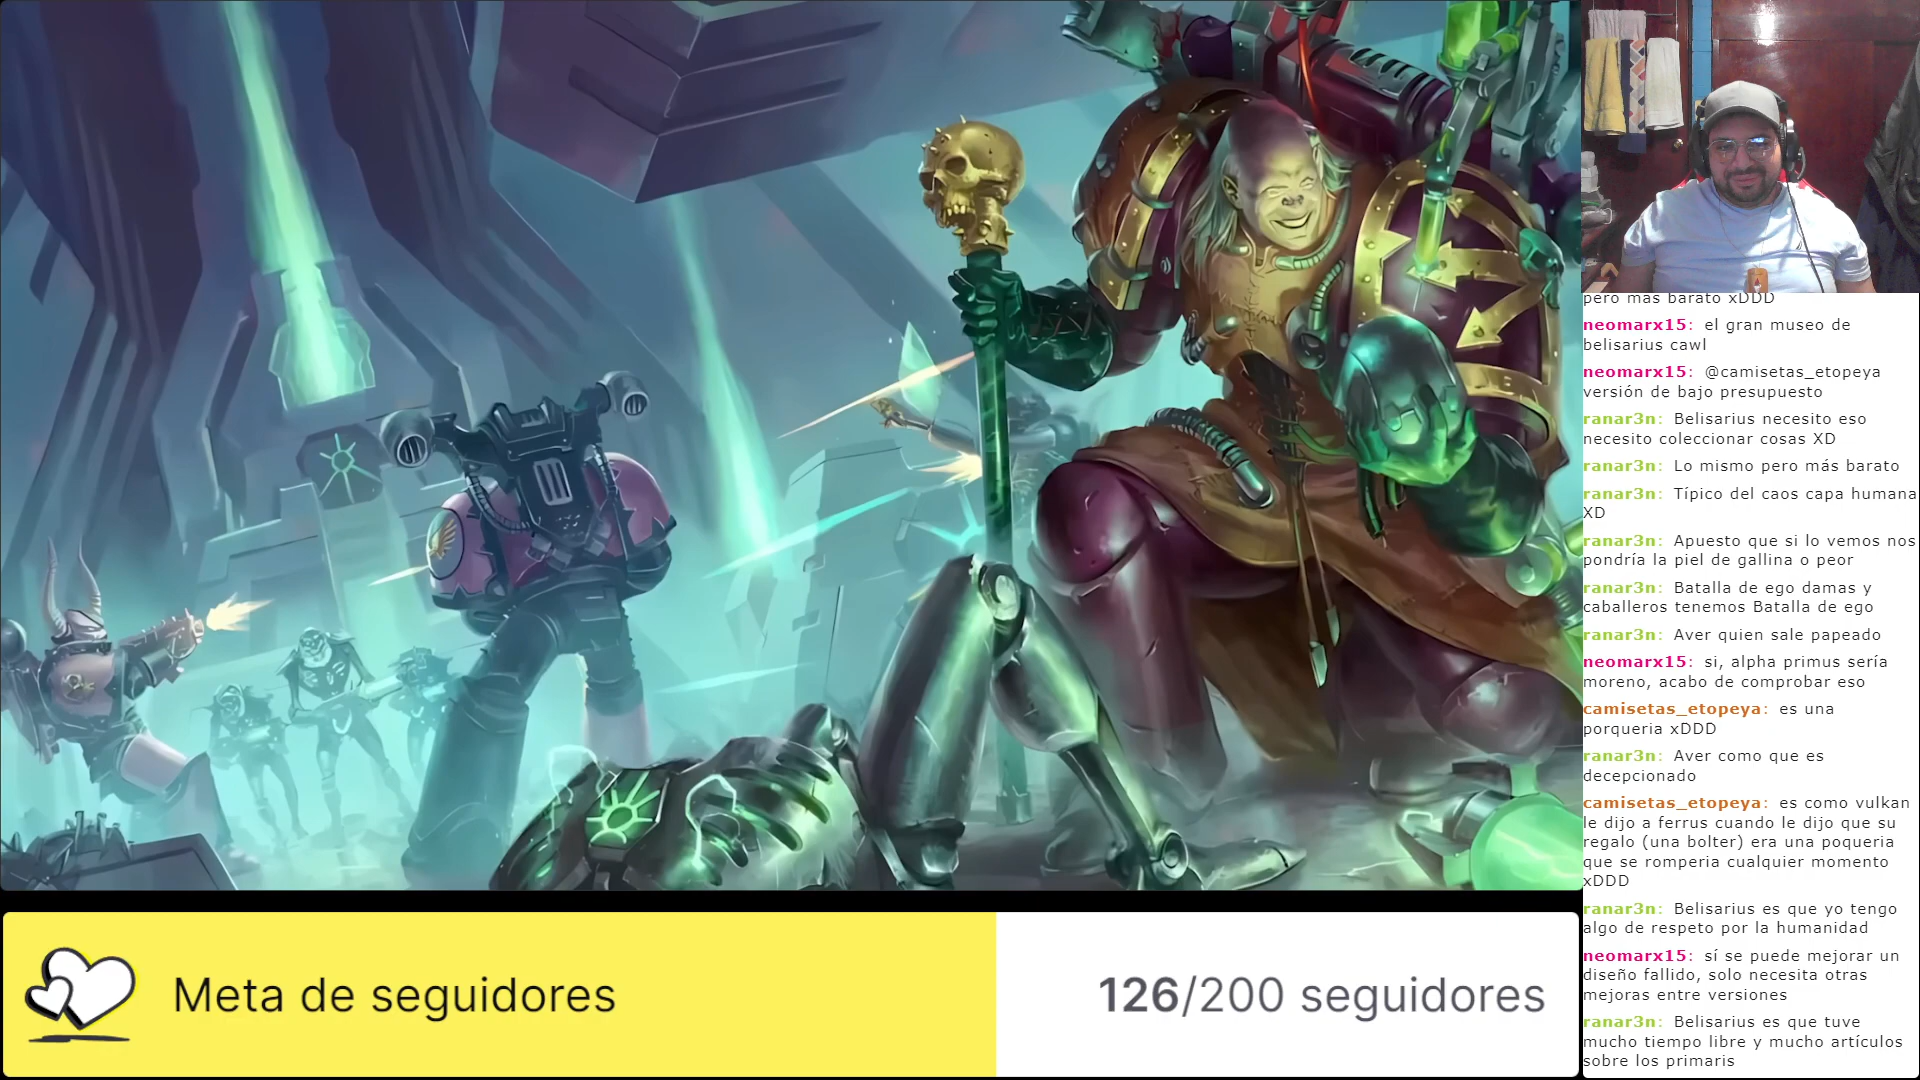 pero mas barato xDDD
neomarx15: el gran museo de
belisarius cawl
neomarx15: @camisetas_etopeya
versión de bajo presupuesto
ranar3n: Belisarius necesito eso
necesito coleccionar cosas XD
ranar3n: Lo mismo pero más barato
ranar3n: Típico del caos capa humana
XD
ranar3n: Apuesto que si lo vemos nos
pondría la piel de gallina o peor
ranar3n: Batalla de ego damas y
caballeros tenemos Batalla de ego
ranar3n: Aver quien sale papeado
neomarx15: si, alpha primus sería
moreno, acabo de comprobar eso
camisetas_etopeya: es una
porqueria xDDD
ranar3n: Aver como que es
decepcionado
camisetas_etopeya: es como vulkan
le dijo a ferrus cuando le dijo que su
regalo (una bolter) era una poqueria
que se romperia cualquier momento
xDDD
ranar3n: Belisarius es que yo tengo
algo de respeto por la humanidad
neomarx15: sí se puede mejorar un
diseño fallido, solo necesita otras
mejoras entre versiones
ranar3n: Belisarius es que tuve
mucho tiempo libre y mucho artículos
sobre los primaris
Meta de seguidores
126/200 seguidores